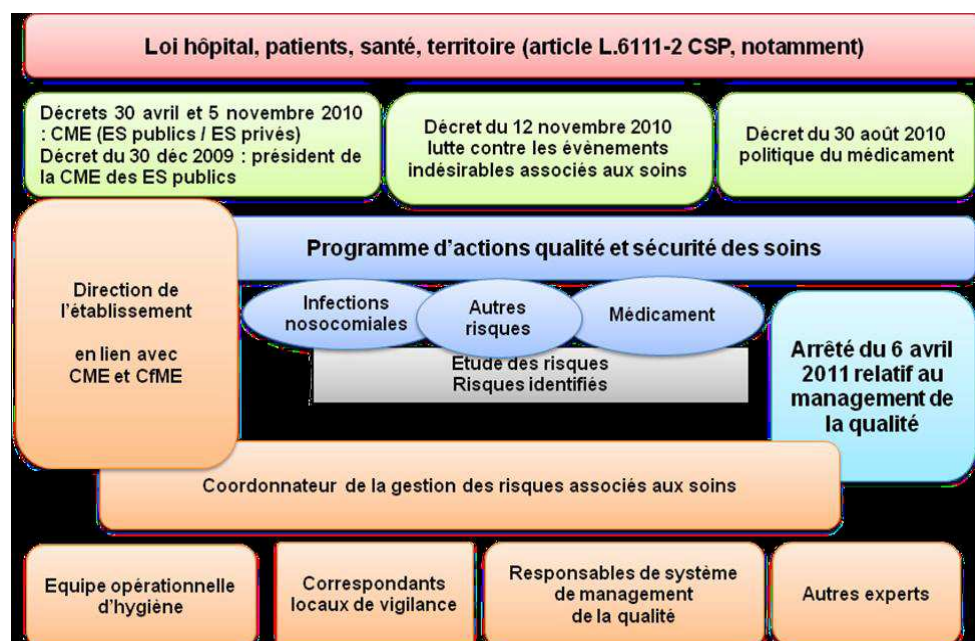 Loi hôpital, patients, santé, territoire (article L.6111-2 CSP, notamment)
Décrets 30 avril et 5 novembre 2010
: CME (ES publics / ES privés)
Décret du 30 déc 2009 : président de
la CME des ES publics
Décret du 12 novembre 2010
lutte contre les évènements
indésirables associés aux soins
Décret du 30 août 2010
politique du médicament
Programme d'actions qualité et sécurité des soins
Direction de
l'établissement
en lien avec
CME et CfME
Infections
nosocomiales
Autres
risques
Médicament
Etude des risques
Risques identifiés
Arrêté du 6 avril
2011 relatif au
management de
la qualité
Coordonnateur de la gestion des risques associés aux soins
Equipe opérationnelle
d'hygiène
Correspondants
locaux de vigilance
Responsables de système
de management
de la qualité
Autres experts